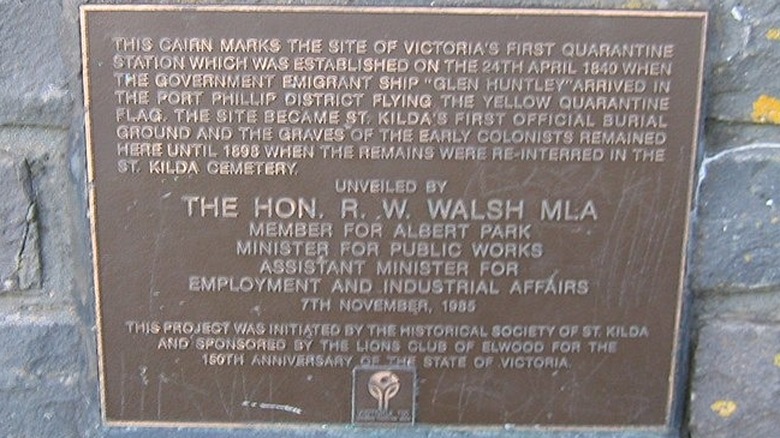 THIS CAIRN MARKS THE SITE OF VICTORIA'S FIRST QUARANTINE
STATION WHICH WAS ESTABLISHED ON THE 24TH APRIL 1840 WHEN
THE GOVERNMENT EMIGRANT SHIP "GLEN HUNTLEY" ARRIVED IN
THE PORT PHILLIP DISTRICT FLYING THE YELLOW QUARANTINE
FLAG. THE SITE BECAME ST. KILDA'S FIRST OFFICIAL BURIAL
GROUND AND THE GRAVES OF THE EARLY COLONISTS REMAINED
HERE UNTIL 1898 WHEN THE REMAINS WERE RE-INTERRED IN THE
ST. KILDA CEMETERY.
UNVEILED BY
THE HON. R. W. WALSH MLA
MEMBER FOR ALBERT PARK
MINISTER FOR PUBLIC WORKS
ASSISTANT MINISTER FOR
EMPLOYMENT AND INDUSTRIAL AFFAIRS
7TH NOVEMBER, 1985
THIS PROJECT WAS INITIATED BY THE HISTORICAL SOCIETY OF ST. KILDA
AND SPONSORED BY THE LIONS CLUB OF ELWOOD FOR THE
150TH ANNIVERSARY OF THE STATE OF VICTORIA.